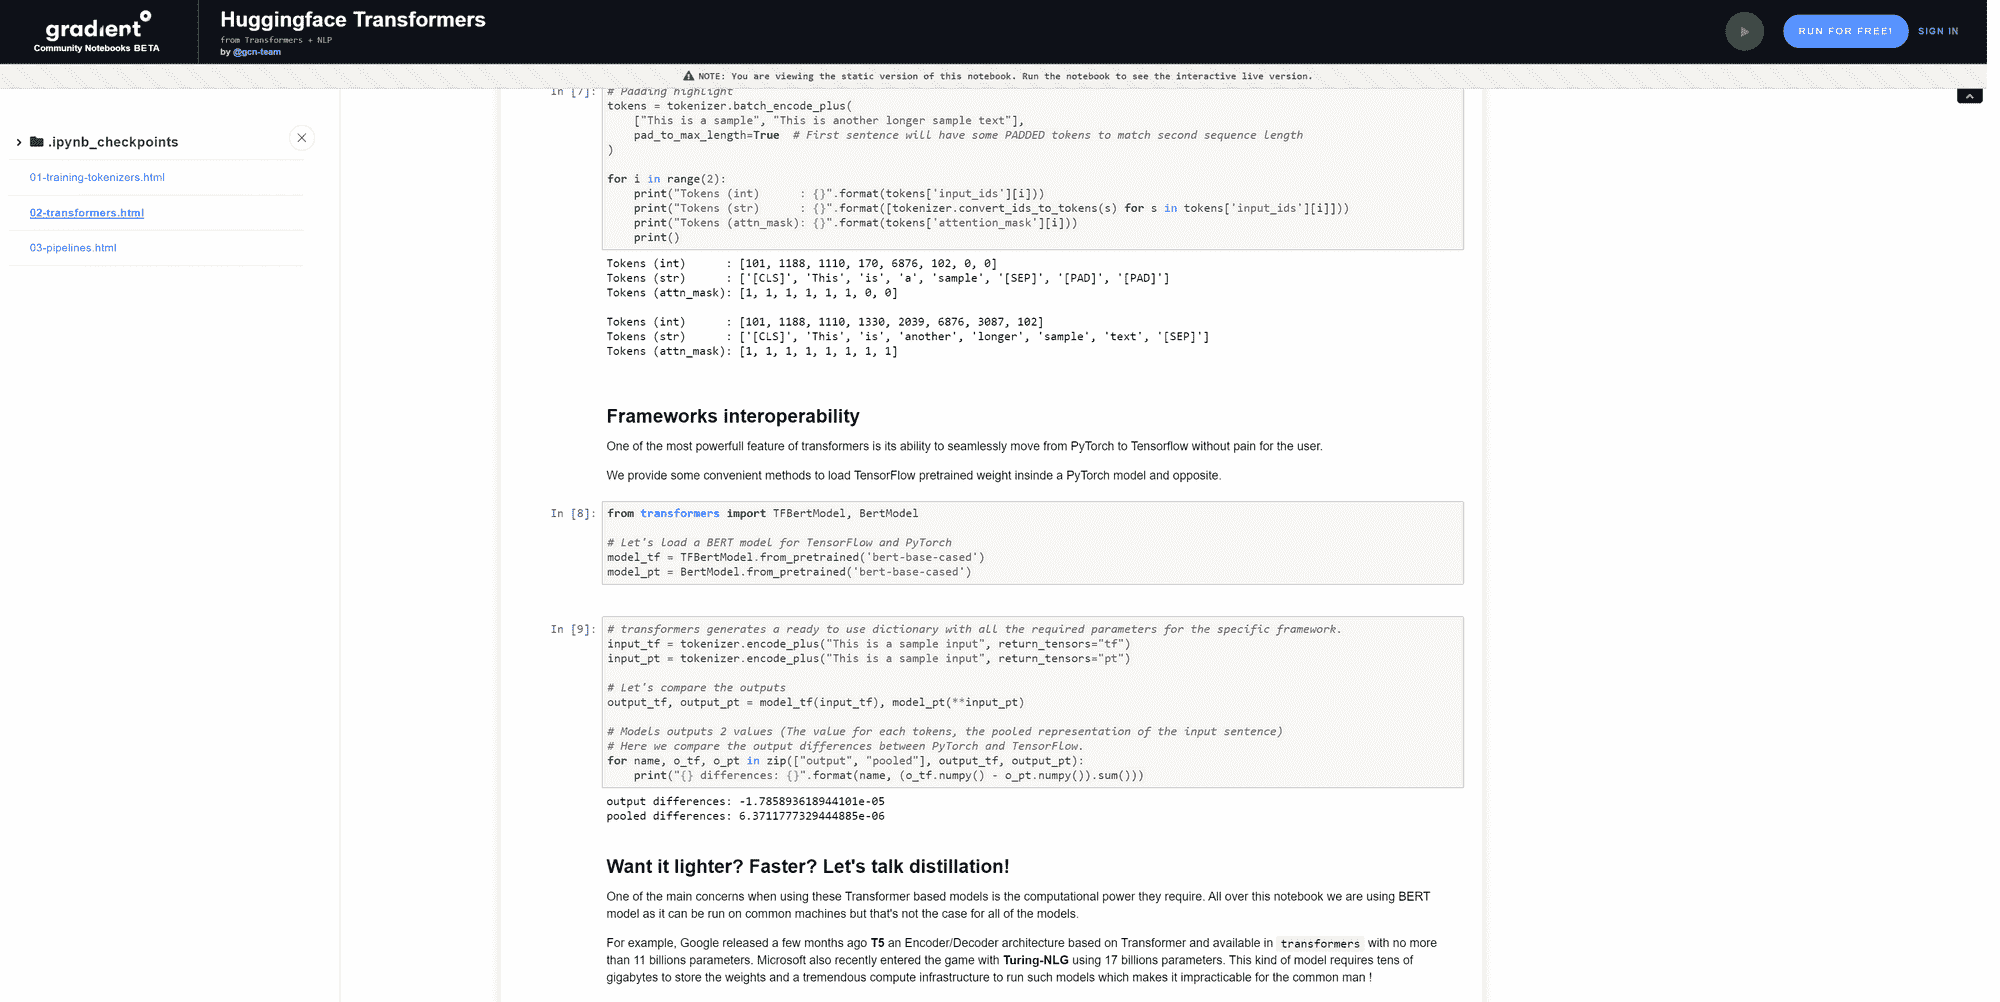 gradient
Community Notebooks BETA
Huggingface Transformers
from Transformers + NLP
by @gcn-team
RUN FOR FREE!
SIGN IN
NOTE: You are viewing the static version of this notebook. Run the notebook to see the interactive live version.
.ipynb_checkpoints
01-training-tokenizers.html
02-transformers.html
03-pipelines.html
In [7]:
# Padding highlight
tokens = tokenizer.batch_encode_plus(
["This is a sample", "This is another longer sample text"],
pad_to_max_length=True  # First sentence will have some PADDED tokens to match second sequence length
)
for i in range(2):
print("Tokens (int)      : {}".format(tokens['input_ids'][i]))
print("Tokens (str)      : {}".format([tokenizer.convert_ids_to_tokens(s) for s in tokens['input_ids'][i]]))
print("Tokens (attn_mask): {}".format(tokens['attention_mask'][i]))
print()
Tokens (int)      : [101, 1188, 1110, 170, 6876, 102, 0, 0]
Tokens (str)      : ['[CLS]', 'This', 'is', 'a', 'sample', '[SEP]', '[PAD]', '[PAD]']
Tokens (attn_mask): [1, 1, 1, 1, 1, 1, 0, 0]
Tokens (int)      : [101, 1188, 1110, 1330, 2039, 6876, 3087, 102]
Tokens (str)      : ['[CLS]', 'This', 'is', 'another', 'longer', 'sample', 'text', '[SEP]']
Tokens (attn_mask): [1, 1, 1, 1, 1, 1, 1, 1]
Frameworks interoperability
One of the most powerfull feature of transformers is its ability to seamlessly move from PyTorch to Tensorflow without pain for the user.
We provide some convenient methods to load TensorFlow pretrained weight insinde a PyTorch model and opposite.
In [8]:
from transformers import TFBertModel, BertModel
# Let's load a BERT model for TensorFlow and PyTorch
model_tf = TFBertModel.from_pretrained('bert-base-cased')
model_pt = BertModel.from_pretrained('bert-base-cased')
In [9]:
# transformers generates a ready to use dictionary with all the required parameters for the specific framework.
input_tf = tokenizer.encode_plus("This is a sample input", return_tensors="tf")
input_pt = tokenizer.encode_plus("This is a sample input", return_tensors="pt")
# Let's compare the outputs
output_tf, output_pt = model_tf(input_tf), model_pt(**input_pt)
# Models outputs 2 values (The value for each tokens, the pooled representation of the input sentence)
# Here we compare the output differences between PyTorch and TensorFlow.
for name, o_tf, o_pt in zip(["output", "pooled"], output_tf, output_pt):
print("{} differences: {}".format(name, (o_tf.numpy() - o_pt.numpy()).sum()))
output differences: -1.785893618944101e-05
pooled differences: 6.3711777329444885e-06
Want it lighter? Faster? Let's talk distillation!
One of the main concerns when using these Transformer based models is the computational power they require. All over this notebook we are using BERT
model as it can be run on common machines but that's not the case for all of the models.
For example, Google released a few months ago T5 an Encoder/Decoder architecture based on Transformer and available in transformers with no more
than 11 billions parameters. Microsoft also recently entered the game with Turing-NLG using 17 billions parameters. This kind of model requires tens of
gigabytes to store the weights and a tremendous compute infrastructure to run such models which makes it impracticable for the common man !